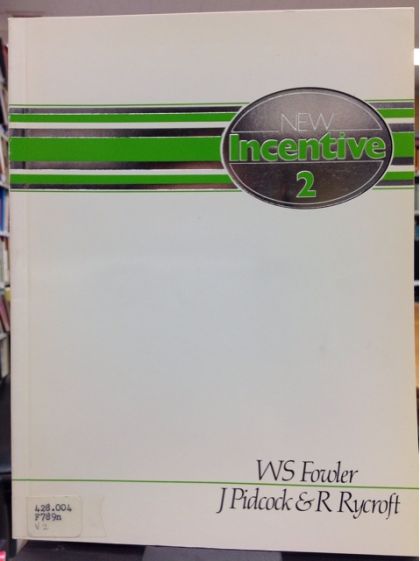 NEW
Incentive
2
WS Fowler
J Pidcock & R Rycroft
428.004
F789n
V.2